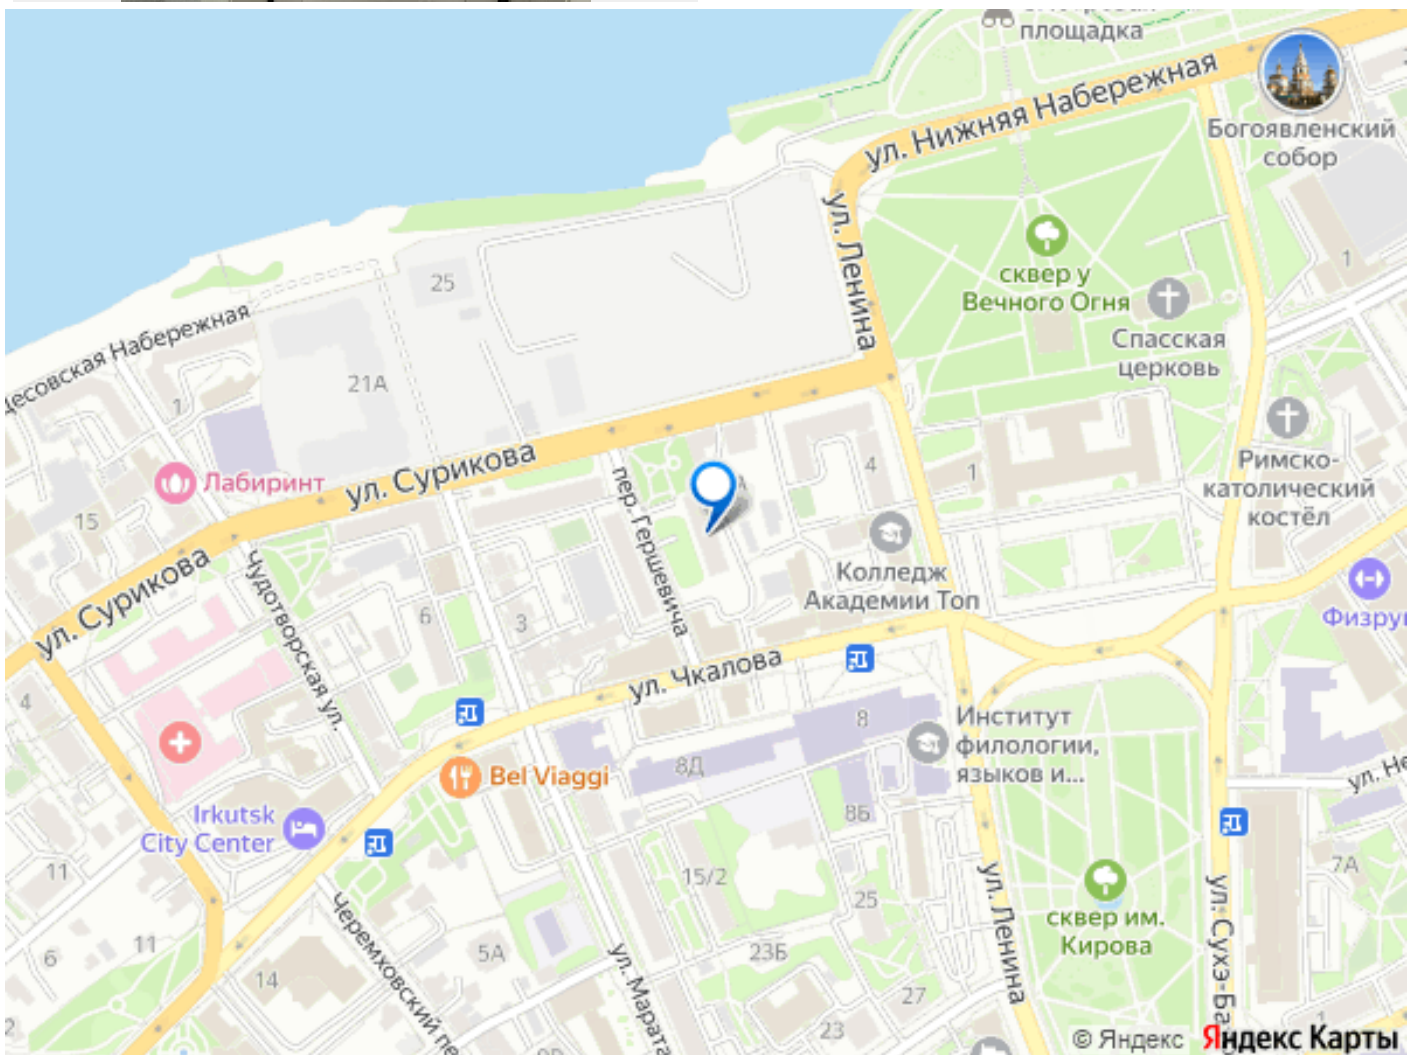 площадка
ул. Нижняя Набережная
Богоявленский
собор
ул. Ленина
сквер у
Вечного Огня
Спасская
церковь
1
25
Набережная
21А
7
Лабиринт
ул. Сурикова
15
пер. Гершевича
4
1
Римско-
католический
костёл
Колледж
Академии Топ
Физру
ул. Сурикова
Чудотворская ул.
6
3
ул. Чкалова
4
8
Институт
филологии,
языков и...
8Д
Bel Viaggi
8Б
Irkutsk
City Center
11
15/2
25
7А
ул. Не
сквер им.
Кирова
ул. Ленина
ул. Сухэ-Ба
Черемховский пе
ул. Марата
11
6
5А
23Б
14
27
23
2
1
© Яндекс Яндекс Карты